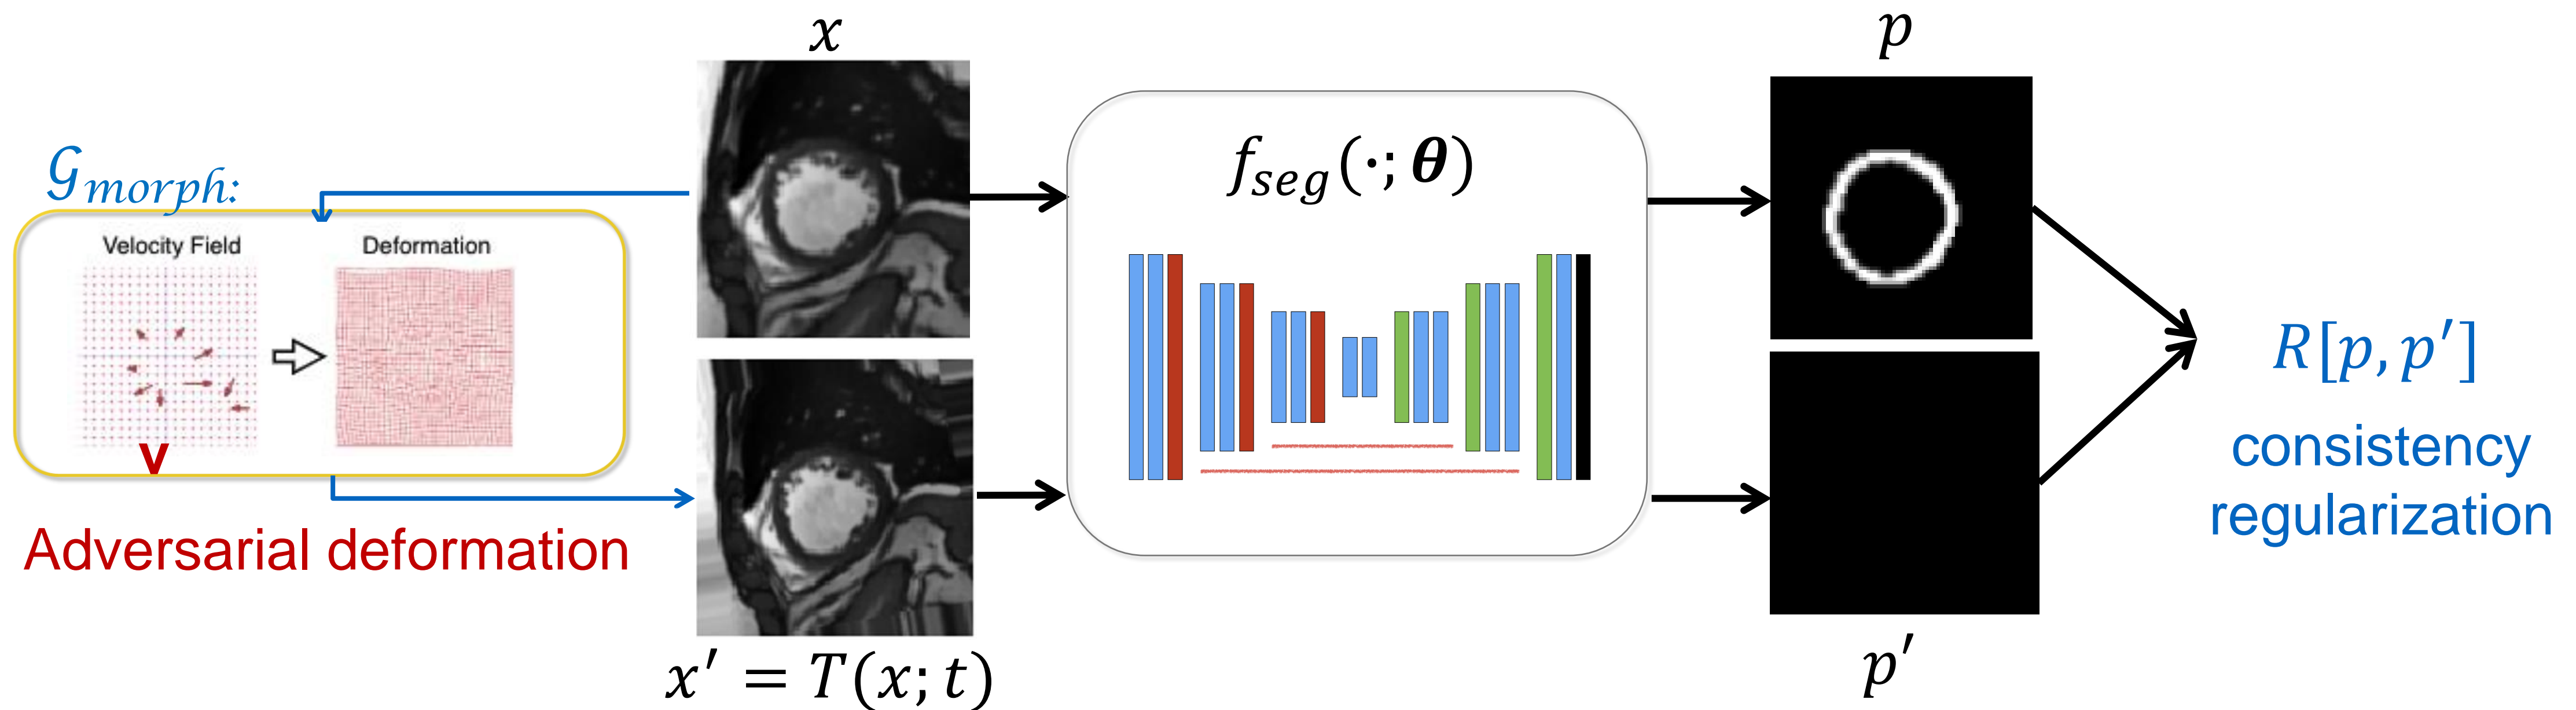 x
p
𝒢morph:
Velocity Field
Deformation
v
Adversarial deformation
x′ = T(x; t)
fseg(·; θ)
p′
R[p, p′]
consistency
regularization